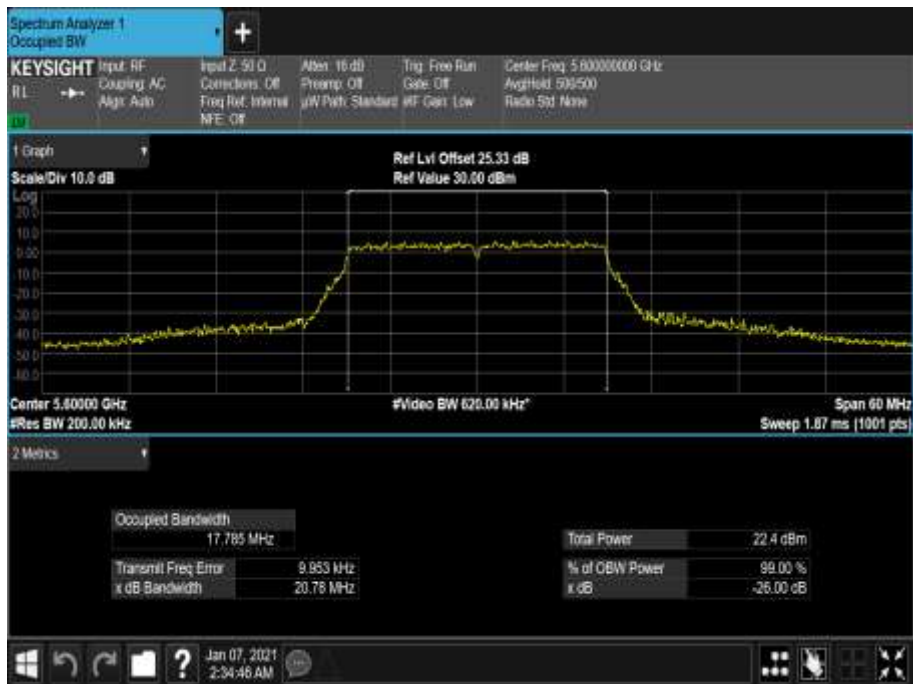 Spectrum Analyzer 1
Occupied BW
KEYSIGHT
RL
Input: RF
Coupling: AC
Align: Auto
Input Z: 50 Ω
Corrections: Off
Freq Ref: Internal
NFE: Off
Atten: 16 dB
Preamp: Off
µW Path: Standard
Trig: Free Run
Gate: Off
#IF Gain: Low
Center Freq: 5.600000000 GHz
Avg|Hold: 500/500
Radio Std: None
1 Graph
Scale/Div 10.0 dB
Ref Lvl Offset 25.33 dB
Ref Value 30.00 dBm
Log
20.0
10.0
0.00
-10.0
-20.0
-30.0
-40.0
-50.0
-60.0
Center 5.60000 GHz
#Video BW 620.00 kHz*
Span 60 MHz
#Res BW 200.00 kHz
Sweep 1.87 ms (1001 pts)
2 Metrics
Occupied Bandwidth
17.785 MHz
Total Power 22.4 dBm
Transmit Freq Error 9.953 kHz
% of OBW Power 99.00 %
x dB Bandwidth 20.76 MHz
x dB -26.00 dB
?
Jan 07, 2021
2:34:46 AM